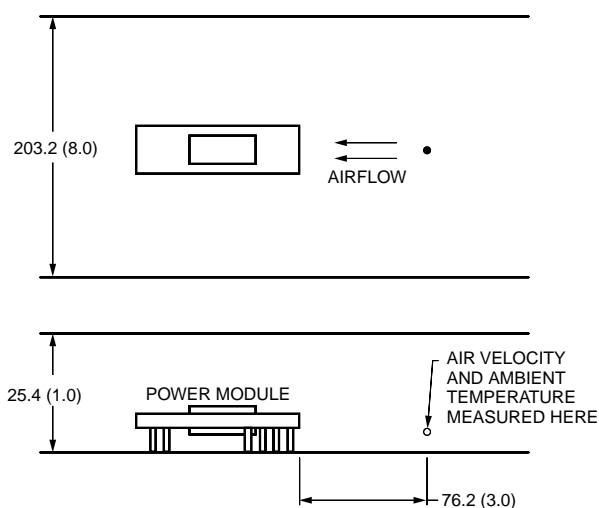 203.2 (8.0)
AIRFLOW
25.4 (1.0)
POWER MODULE
AIR VELOCITY
AND AMBIENT
TEMPERATURE
MEASURED HERE
76.2 (3.0)